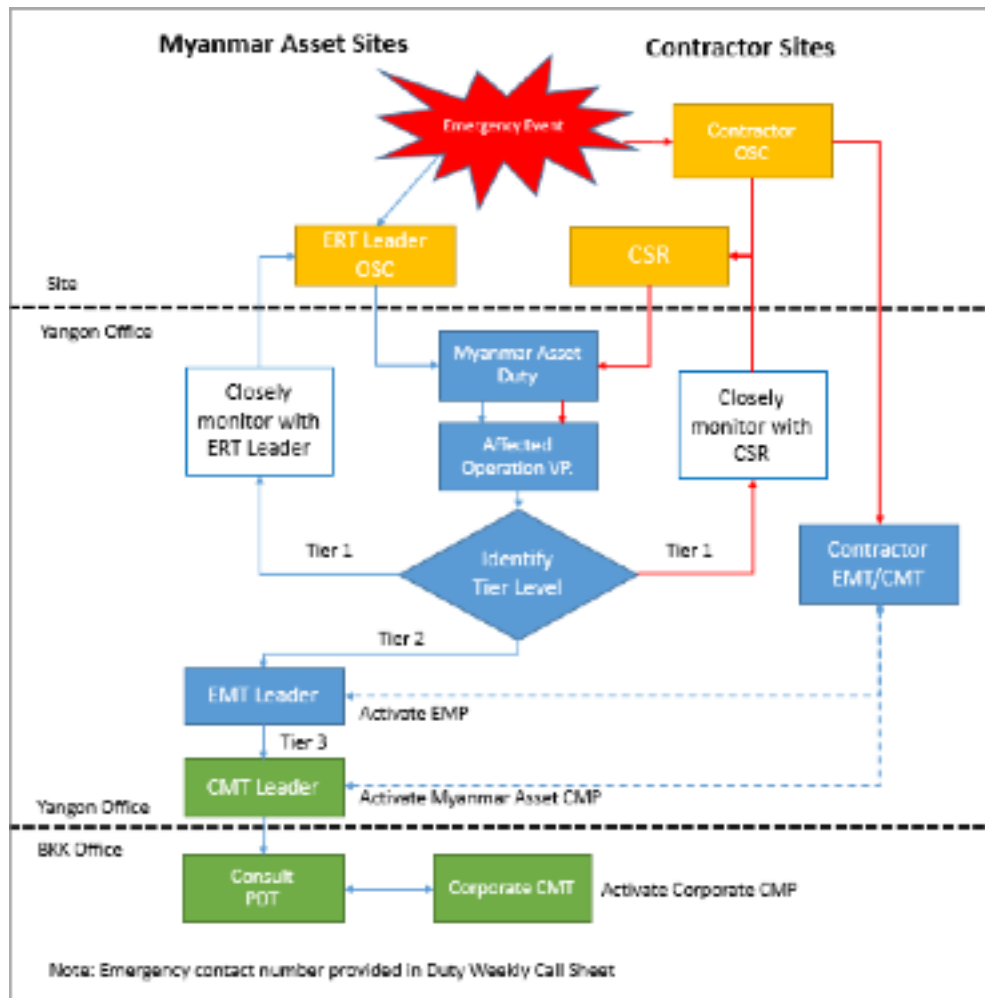 Myanmar Asset Sites
Contractor Sites
Emergency Event
Contractor
OSC
ERT Leader
OSC
CSR
Site
Yangon Office
Myanmar Asset
Duty
Closely
monitor with
ERT Leader
Closely
monitor with
CSR
Affected
Operation VP.
Tier 1
Identify
Tier Level
Tier 1
Contractor
EMT/CMT
Tier 2
EMT Leader
Activate EMP
Tier 3
CMT Leader
Activate Myanmar Asset CMP
Yangon Office
BKK Office
Consult
Corporate CMT
Activate Corporate CMP
Note: Emergency contact number provided in Duty Weekly Call Sheet